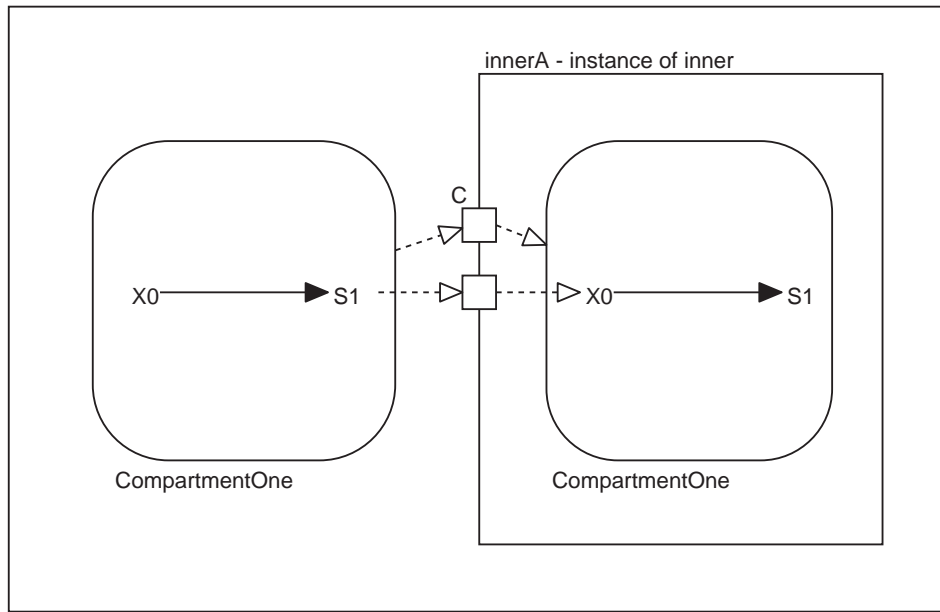 innerA - instance of inner
C
X0
S1
X0
S1
CompartmentOne
CompartmentOne